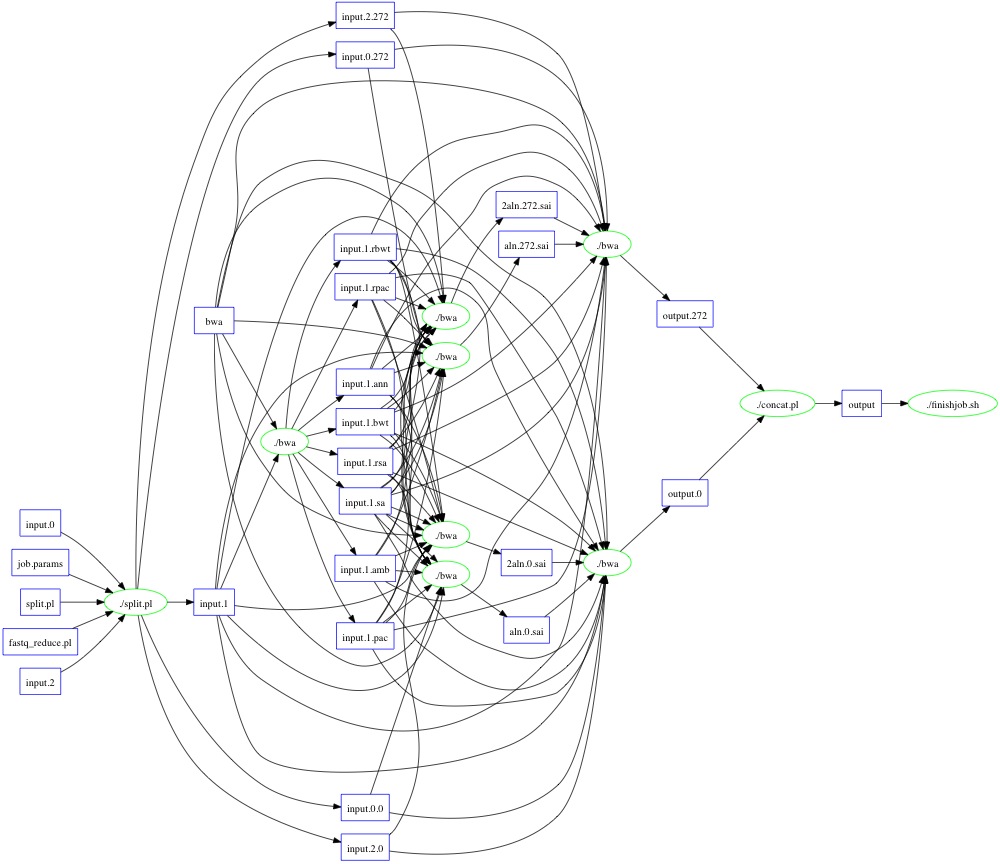 input.2.272
input.0.272
2aln.272.sai
aln.272.sai
./bwa
input.1.rbwt
input.1.rpac
output.272
bwa
./bwa
./bwa
input.1.ann
./concat.pl
output
./finishjob.sh
input.1.bwt
./bwa
input.1.rsa
input.1.sa
output.0
input.0
./bwa
job.params
input.1.amb
2aln.0.sai
./bwa
./bwa
split.pl
./split.pl
input.1
aln.0.sai
fastq_reduce.pl
input.1.pac
input.2
input.0.0
input.2.0